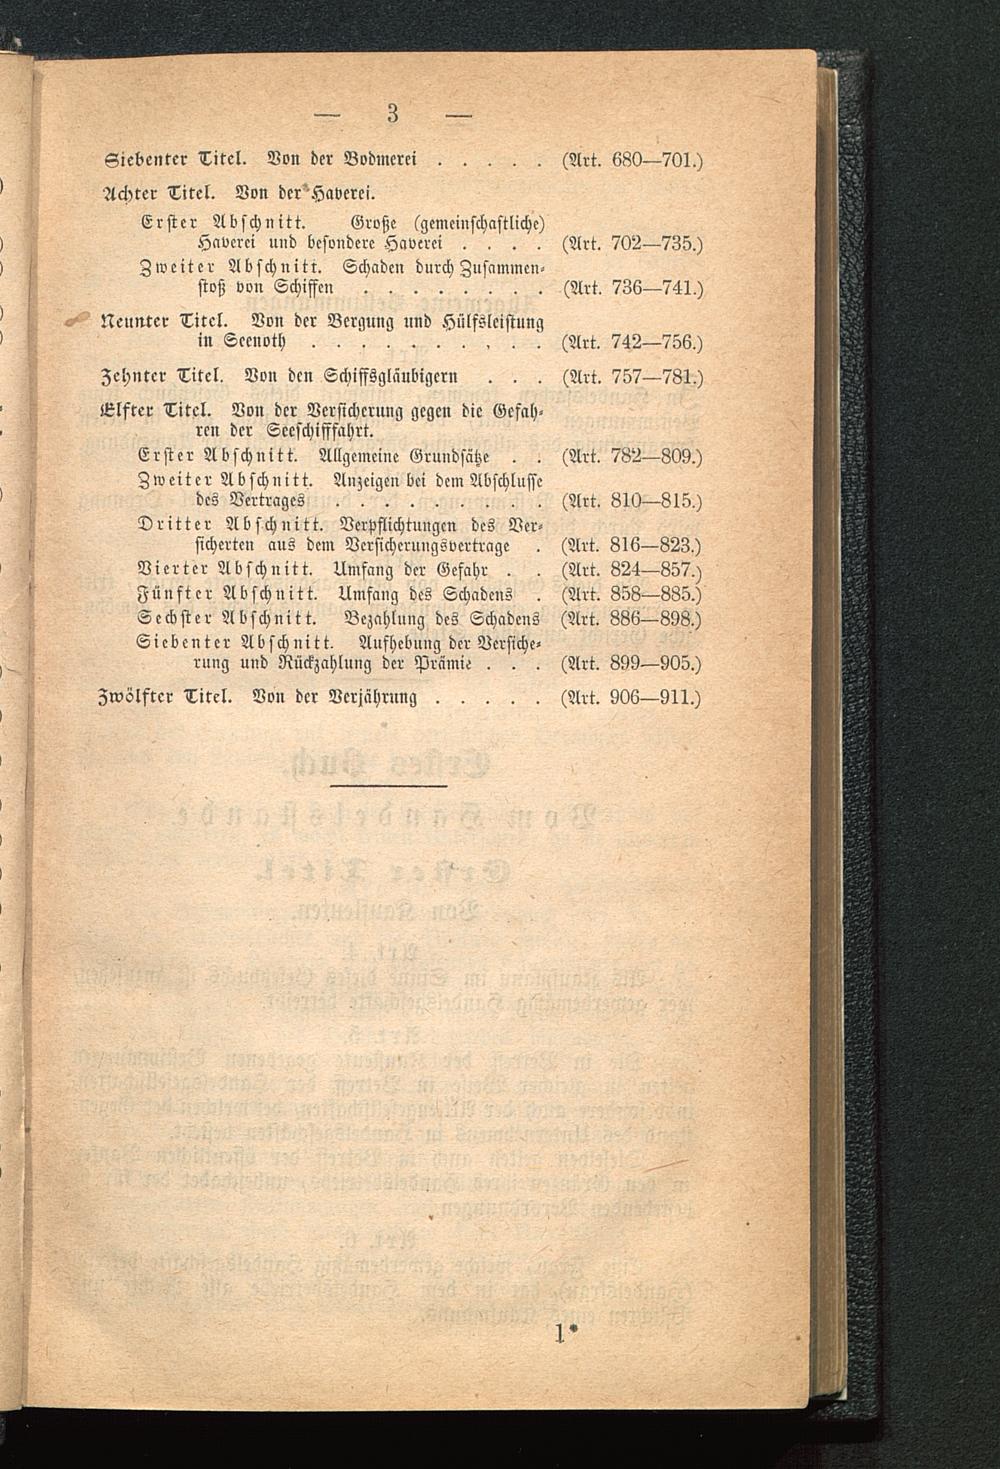 — 3 —
Siebenter Titel. Von der Bodmerei . . . . . (Art. 680—701.)
Achter Titel. Von der Haverei.
Erster Abschnitt. Große (gemeinschaftliche)
Haverei und besondere Haverei . . . . (Art. 702—735.)
Zweiter Abschnitt. Schaden durch Zusammen-
stoß von Schiffen . . . . . . . . (Art. 736—741.)
Neunter Titel. Von der Bergung und Hülfsleistung
in Seenoth . . . . . . . . . . (Art. 742—756.)
Zehnter Titel. Von den Schiffsgläubigern . . . (Art. 757—781.)
Elfter Titel. Von der Versicherung gegen die Gefah-
ren der Seeschifffahrt.
Erster Abschnitt. Allgemeine Grundsätze . . (Art. 782—809.)
Zweiter Abschnitt. Anzeigen bei dem Abschlusse
des Vertrages . . . . . . . . . (Art. 810—815.)
Dritter Abschnitt. Verpflichtungen des Ver-
sicherten aus dem Versicherungsvertrage . (Art. 816—823.)
Vierter Abschnitt. Umfang der Gefahr . . (Art. 824—857.)
Fünfter Abschnitt. Umfang des Schadens . (Art. 858—885.)
Sechster Abschnitt. Bezahlung des Schadens (Art. 886—898.)
Siebenter Abschnitt. Aufhebung der Versiche-
rung und Rückzahlung der Prämie . . . (Art. 899—905.)
Zwölfter Titel. Von der Verjährung . . . . . (Art. 906—911.)
1*